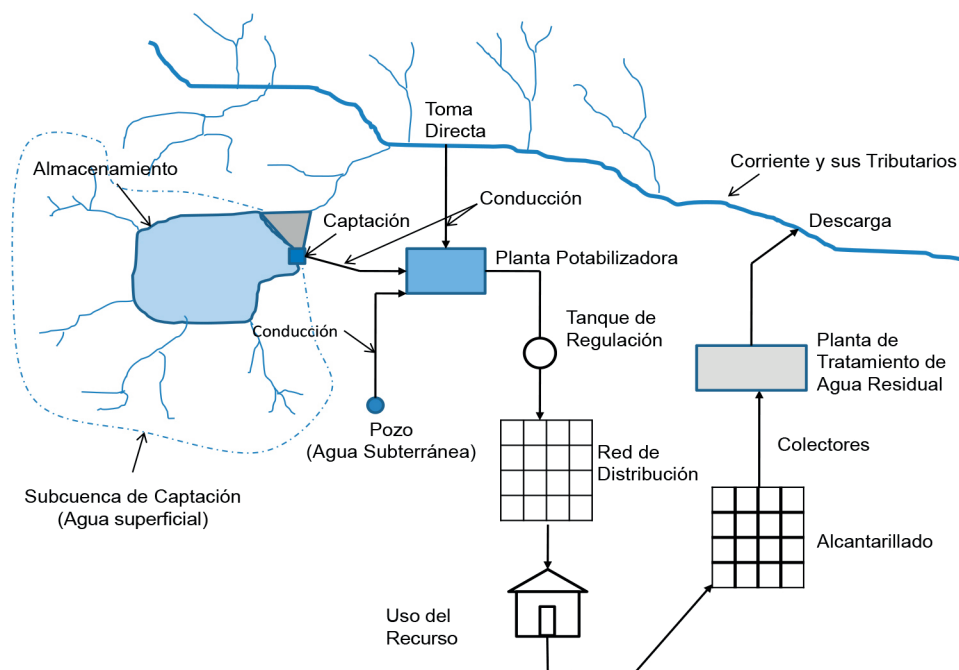 Toma
Directa
Corriente y sus Tributarios
Almacenamiento
Conducción
Captación
Descarga
Planta Potabilizadora
Tanque de
Regulación
Conducción
Planta de
Tratamiento de
Agua Residual
Pozo
(Agua Subterránea)
Colectores
Red de
Distribución
Subcuenca de Captación
(Agua superficial)
Alcantarillado
Uso del
Recurso